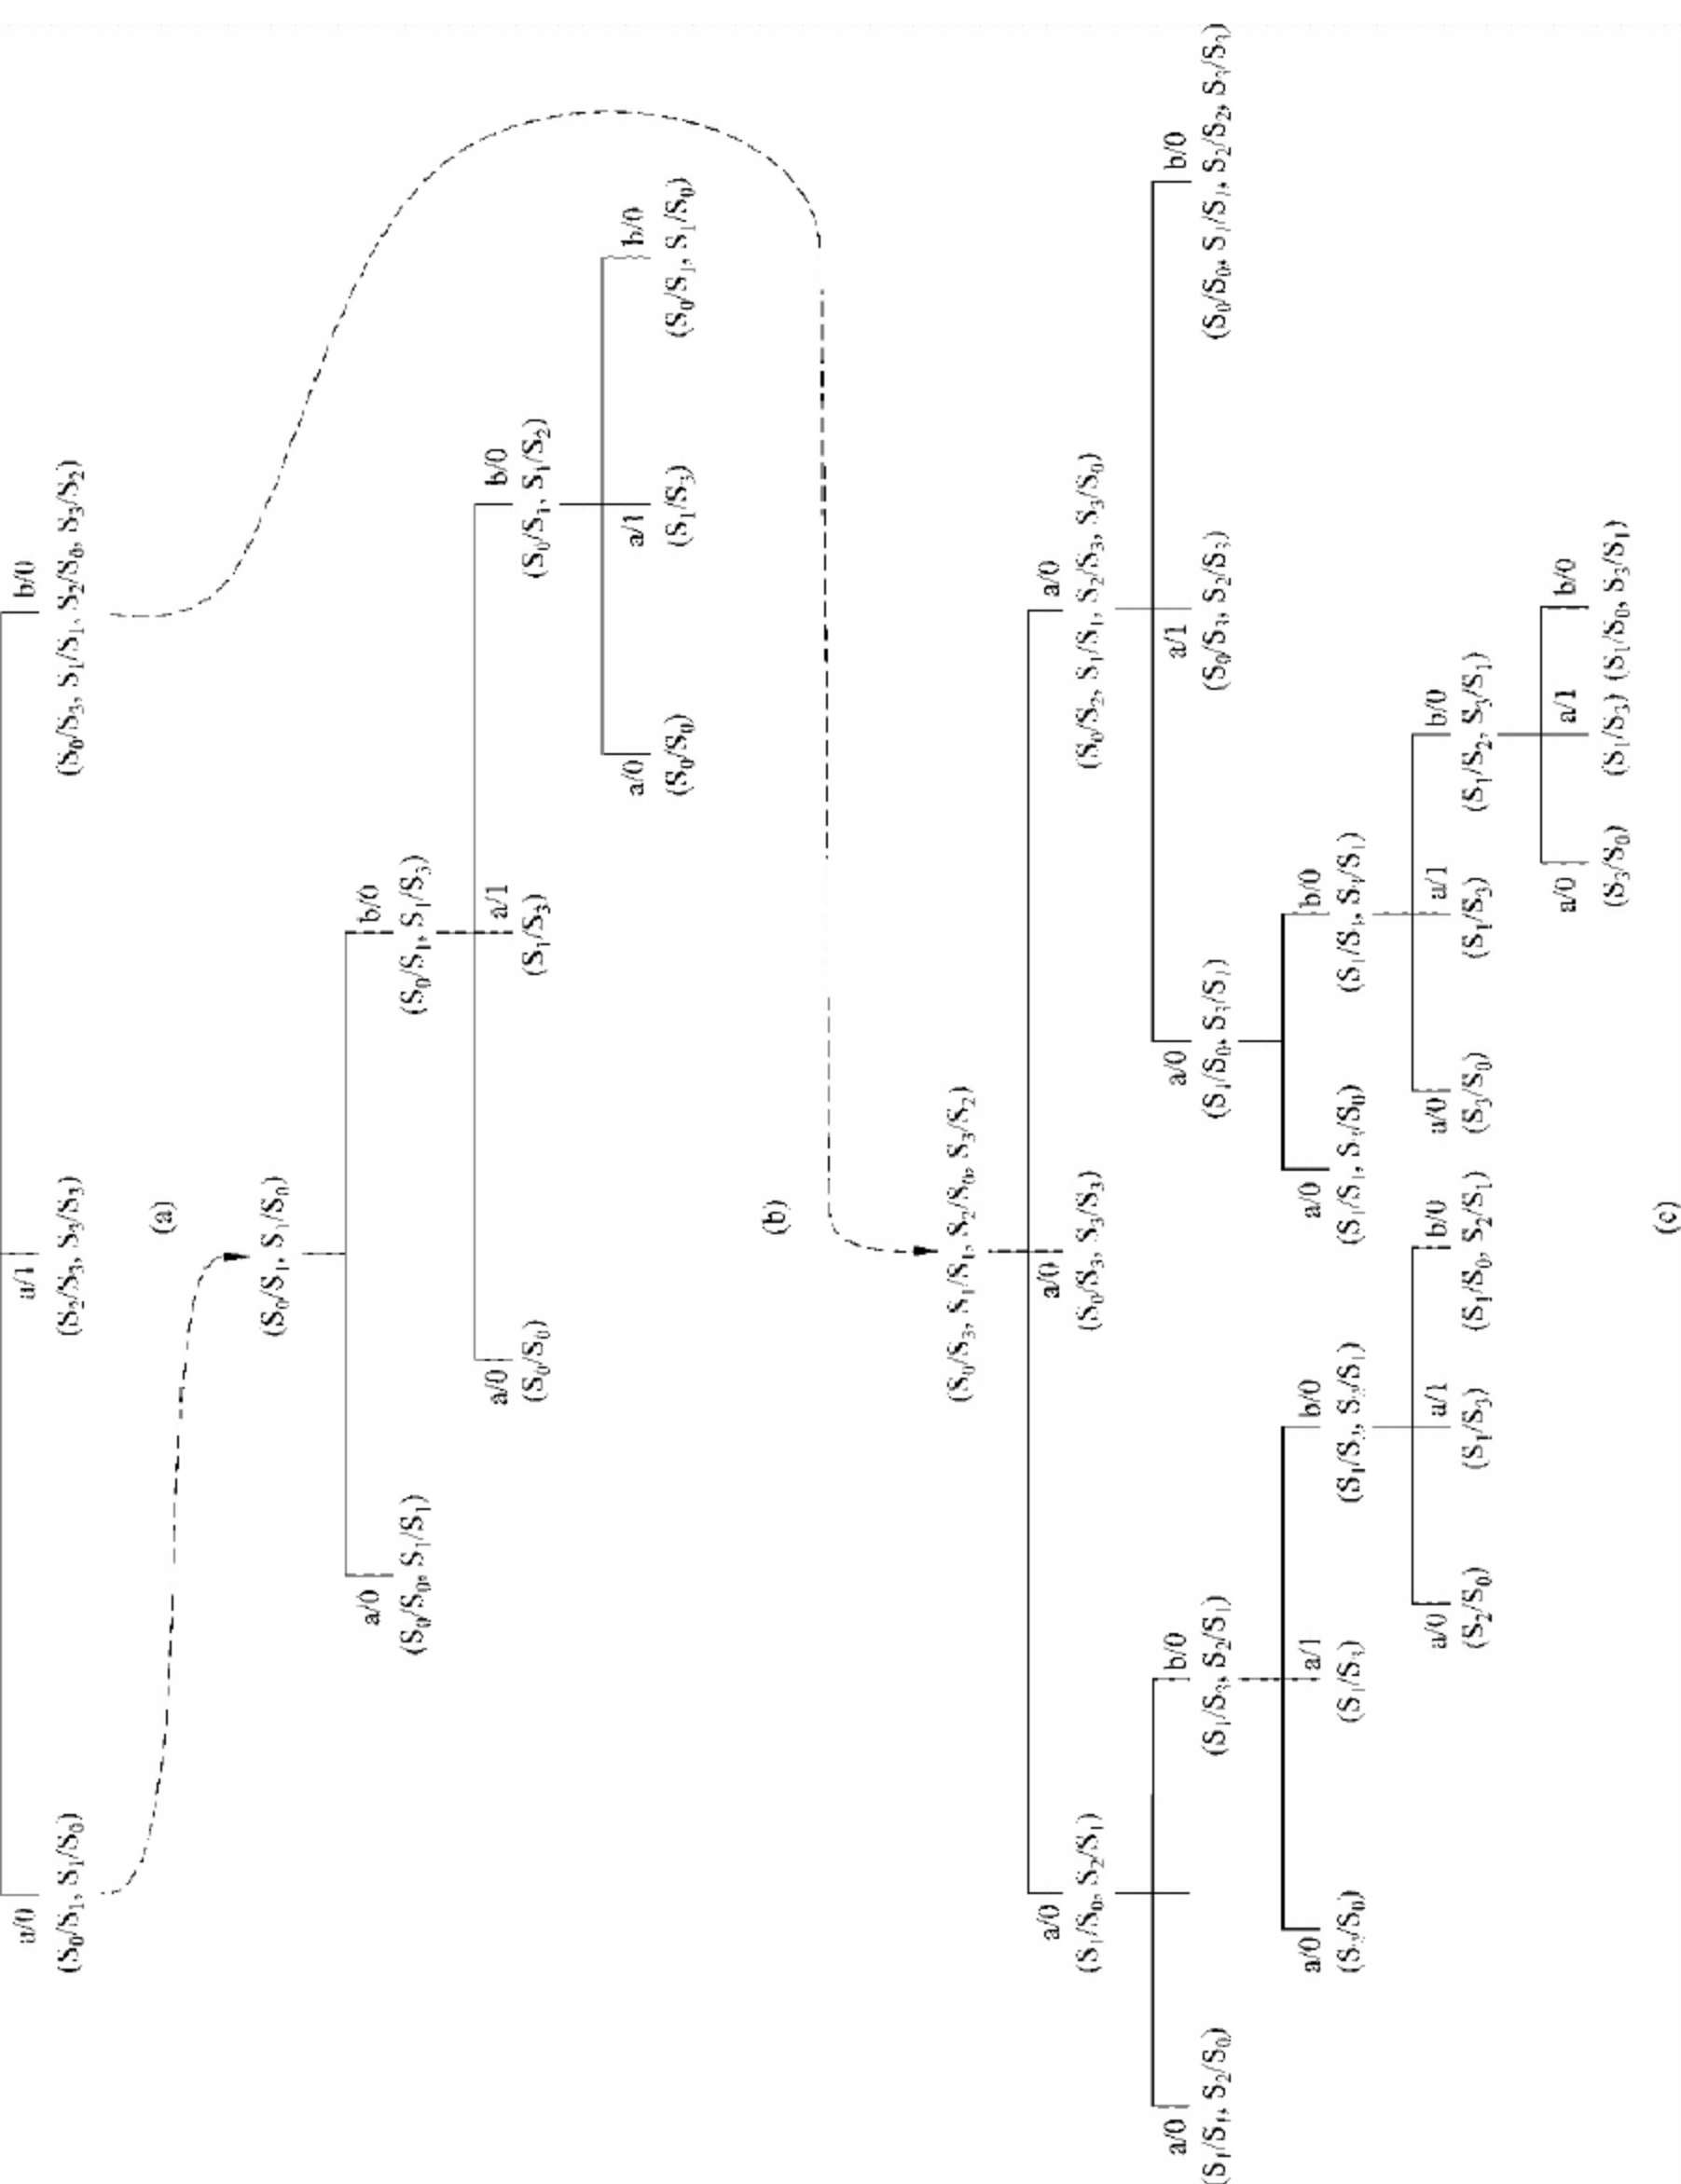 a/0 a/1 b/0
(S₀/S₁, S₁/S₀) (S₂/S₃, S₃/S₃) (S₀/S₃, S₁/S₁, S₂/S₀, S₃/S₂)
(a)
(S₀/S₁, S₁/S₀)
a/0 b/0
(S₀/S₀, S₁/S₁) (S₀/S₁, S₁/S₃)
a/0 a/1 b/0
(S₀/S₀) (S₁/S₃) (S₀/S₁, S₁/S₂)
a/0 a/1 b/0
(S₀/S₀) (S₁/S₃) (S₀/S₁, S₁/S₀)
(b)
(S₀/S₃, S₁/S₁, S₂/S₀, S₃/S₂)
a/0 a/0 a/0
(S₁/S₀, S₂/S₁) (S₀/S₃, S₃/S₃) (S₀/S₂, S₁/S₁, S₂/S₃, S₃/S₀)
a/0 b/0 a/0 a/1 b/0
(S₁/S₁, S₂/S₀) (S₁/S₃, S₂/S₁) (S₁/S₀, S₃/S₁) (S₀/S₃, S₂/S₃) (S₀/S₀, S₁/S₁, S₂/S₂, S₃/S₃)
a/0 a/1 b/0 a/0 b/0
(S₂/S₀) (S₁/S₃) (S₁/S₂, S₂/S₁) (S₁/S₁, S₃/S₀) (S₁/S₃, S₃/S₁)
a/0 a/1 b/0 a/0 a/1 b/0
(S₂/S₀) (S₁/S₃) (S₁/S₀, S₂/S₁) (S₃/S₀) (S₁/S₃) (S₁/S₂, S₃/S₁)
a/0 a/1 b/0
(S₃/S₀) (S₁/S₃) (S₁/S₀, S₃/S₁)
(c)